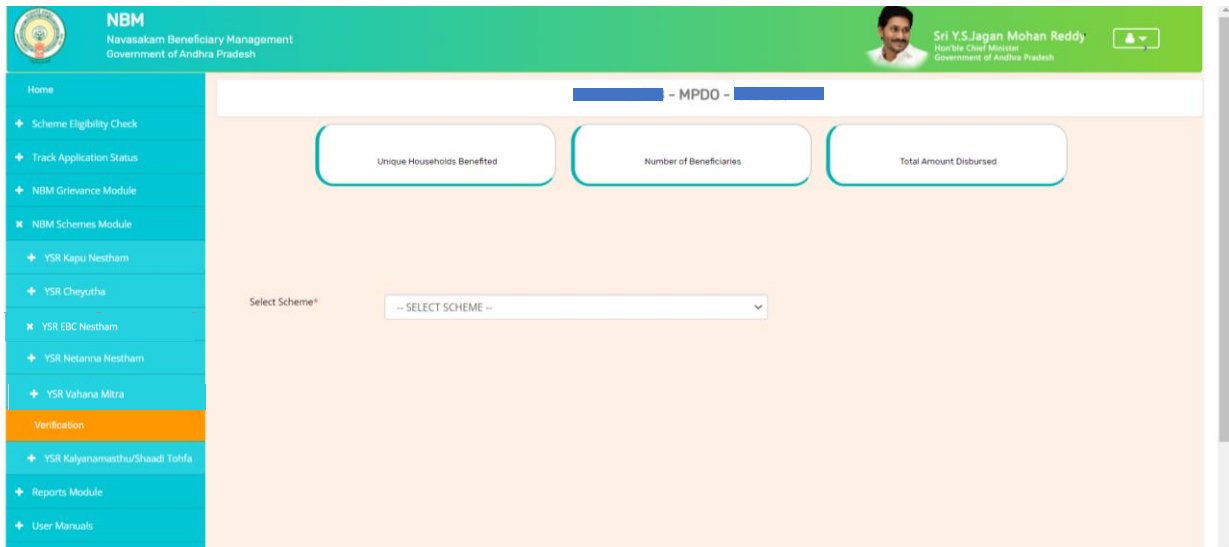 NBM
Navasakam Beneficiary Management
Government of Andhra Pradesh
Sri Y.S.Jagan Mohan Reddy
Hon'ble Chief Minister
Government of Andhra Pradesh
Home
Scheme Eligibility Check
Track Application Status
NBM Grievance Module
NBM Schemes Module
YSR Kapu Nestham
YSR Cheyutha
YSR EBC Nestham
YSR Netanna Nestham
YSR Vahana Mitra
Verification
YSR Kalyanamasthu/Shaadi Tohfa
Reports Module
User Manuals
- MPDO -
Unique Households Benefited
Number of Beneficiaries
Total Amount Disbursed
Select Scheme*
-- SELECT SCHEME --